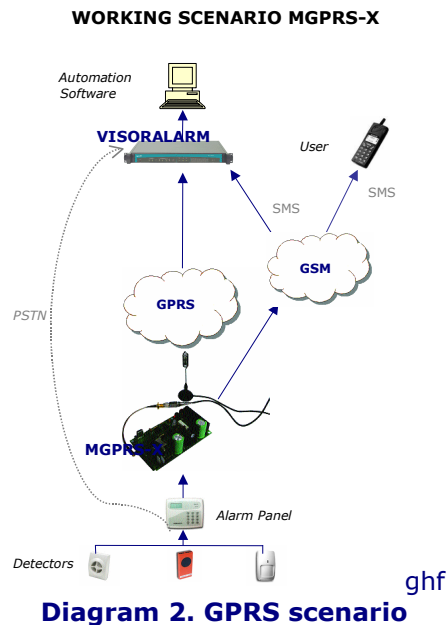 WORKING SCENARIO MGPRS-X
Automation
Software
VISORALARM
User
SMS
SMS
GSM
GPRS
PSTN
MGPRS-X
Alarm Panel
Detectors
ghf
Diagram 2. GPRS scenario